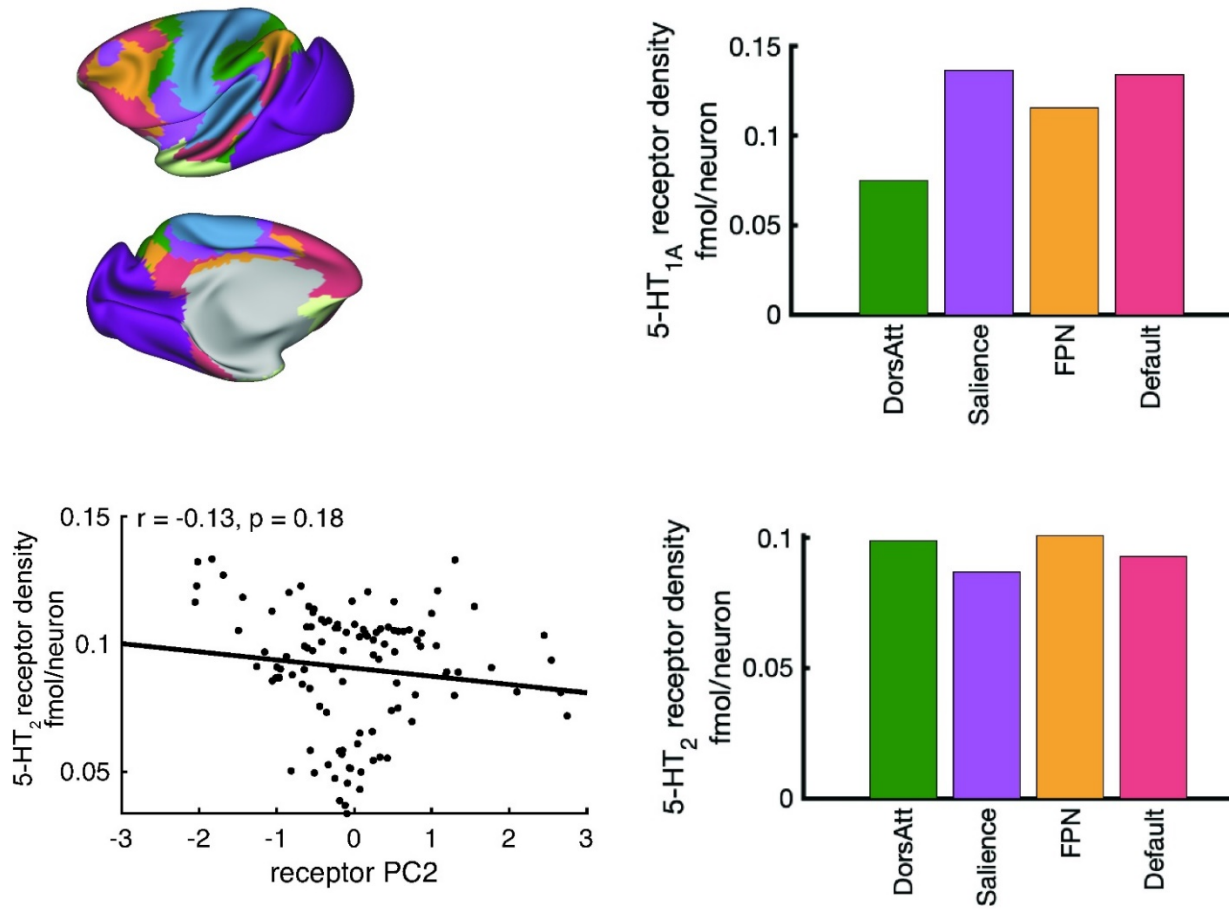 5-HT1A receptor density
fmol/neuron
0.15
0.1
0.05
0
DorsAtt
Salience
FPN
Default
5-HT2 receptor density
fmol/neuron
0.15
0.1
0.05
r = -0.13, p = 0.18
-3 -2 -1 0 1 2 3
receptor PC2
5-HT2 receptor density
fmol/neuron
0.1
0.05
0
DorsAtt
Salience
FPN
Default